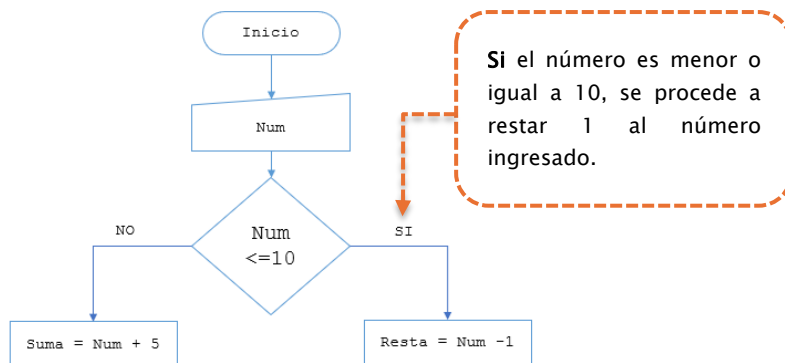 Inicio
Si el número es menor o
igual a 10, se procede a
restar 1 al número
ingresado.
Num
NO
SI
Num
<=10
Suma = Num + 5
Resta = Num -1